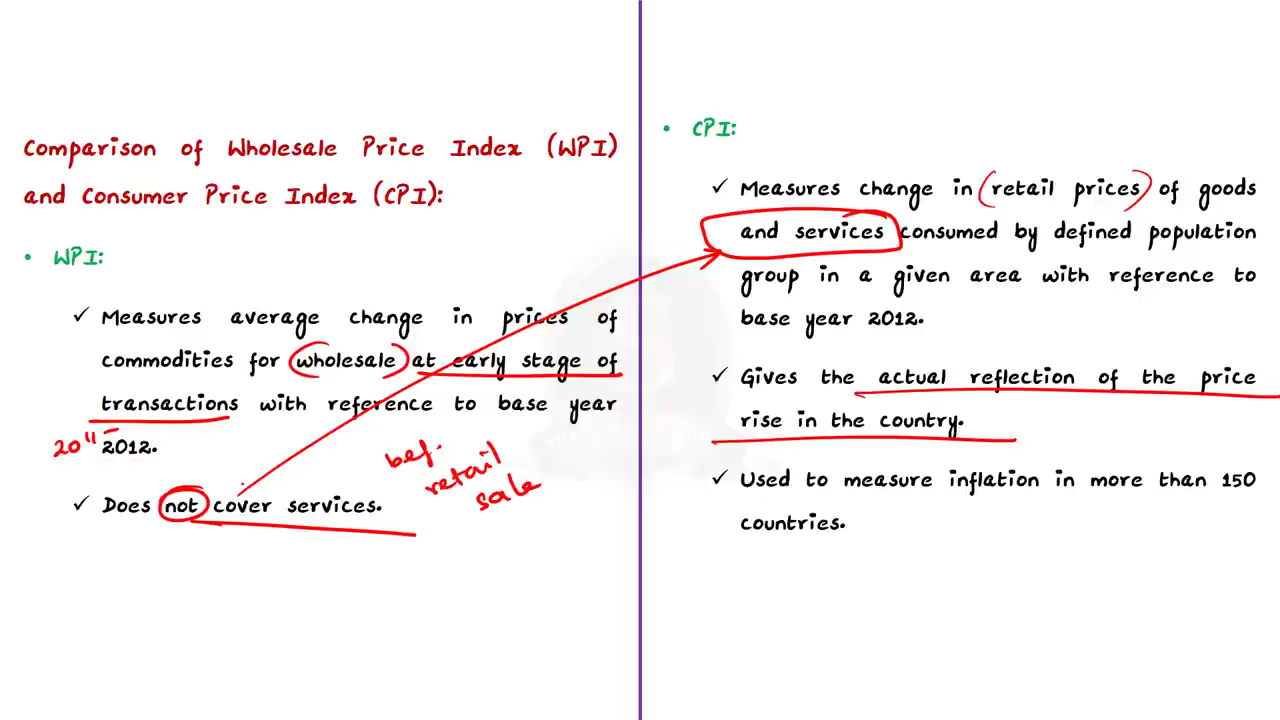 Comparison of Wholesale Price Index (WPI)
and Consumer Price Index (CPI):
• WPI:
✓ Measures average change in prices of
commodities for wholesale at early stage of
transactions with reference to base year
2011- 2012.
bef.
retail
sale
✓ Does not cover services.
• CPI:
✓ Measures change in (retail prices) of goods
and services consumed by defined population
group in a given area with reference to
base year 2012.
✓ Gives the actual reflection of the price
rise in the country.
✓ Used to measure inflation in more than 150
countries.